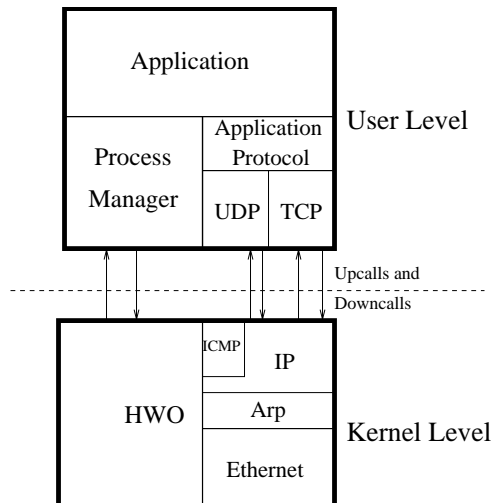 Application
User Level
Application
Protocol
Process
Manager
UDP
TCP
Upcalls and
Downcalls
ICMP
IP
HWO
Arp
Kernel Level
Ethernet